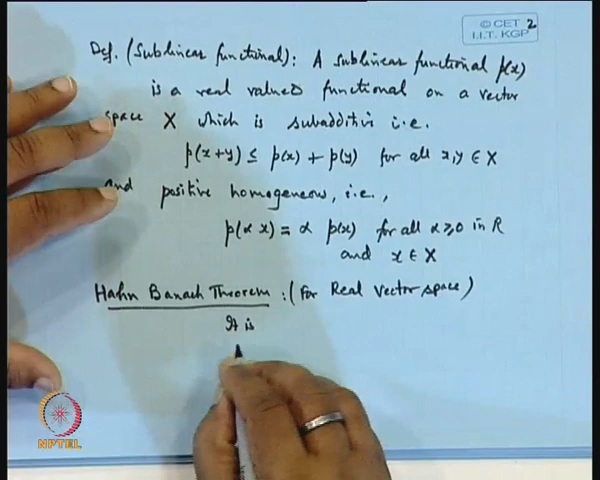 © CET
I.I.T. KGP
2
Def. (Sublinear functional): A sublinear functional p(x)
is a real valued functional on a vector
space X which is subadditive i.e.
p(x+y) ≤ p(x) + p(y) for all x,y ∈ X
and positive homogeneous, i.e.,
p(α x) = α p(x) for all α ≥ 0 in R
and x ∈ X
Hahn Banach Theorem : (For Real Vector space)
It is
NPTEL